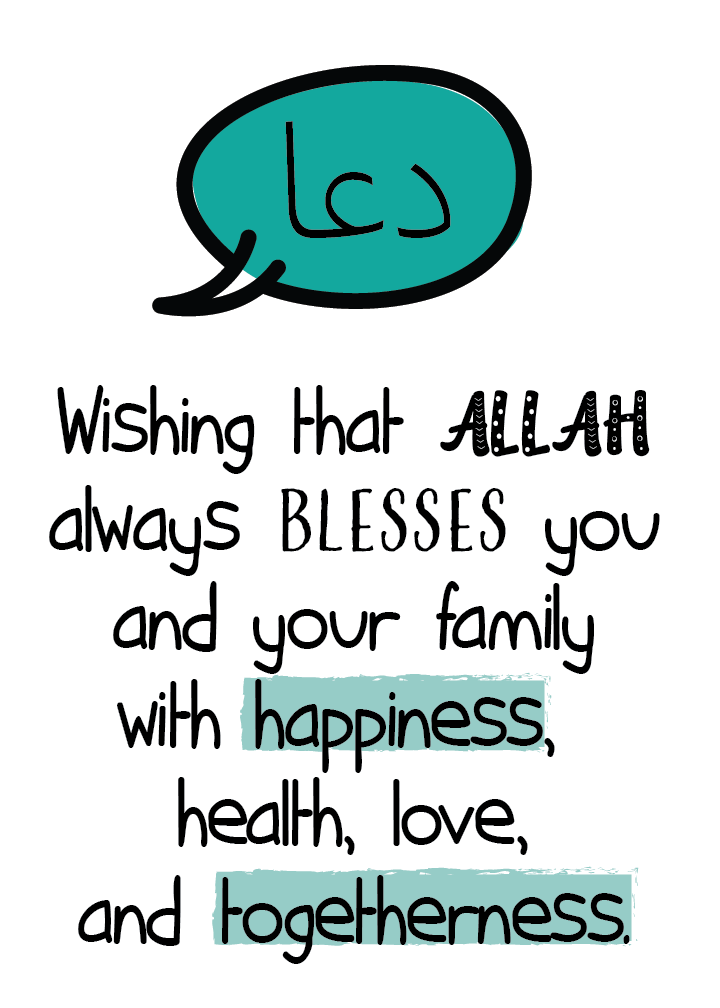 دعا
Wishing that ALLAH
always BLESSES you
and your family
with happiness,
health, love,
and togetherness.